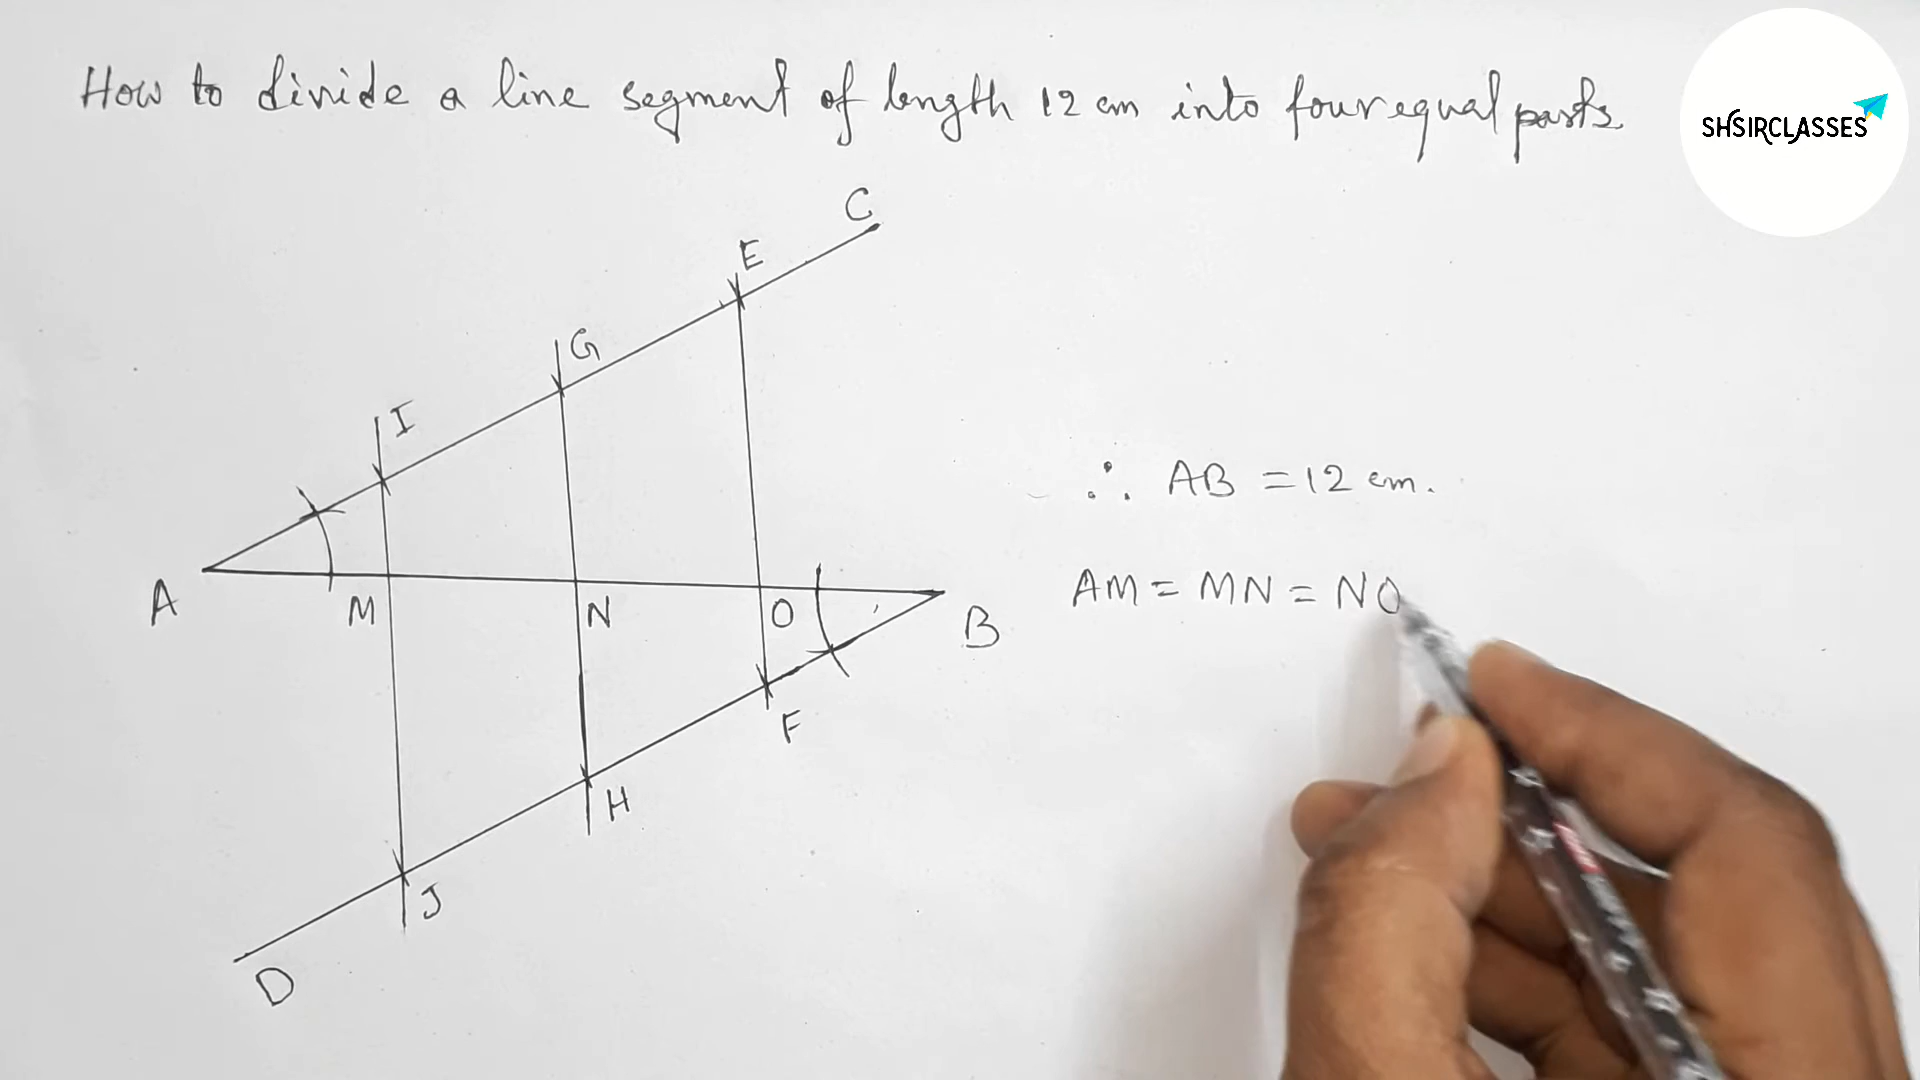 How to divide a line segment of length 12 cm into four equal parts.
SHSIRCLASSES
C
E
G
I
∴ AB = 12 cm.
A M N O B
AM = MN = NO
F
H
J
D